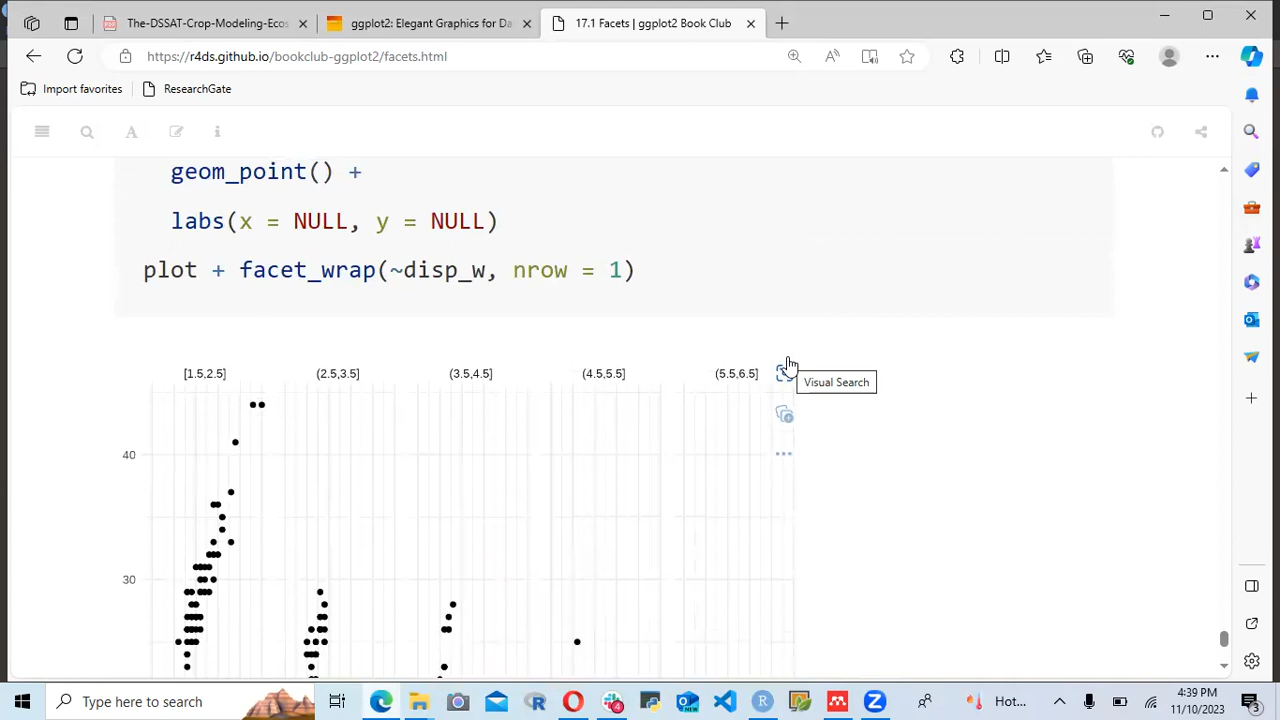 The-DSSAT-Crop-Modeling-Ecos
ggplot2: Elegant Graphics for Da
17.1 Facets | ggplot2 Book Club
https://r4ds.github.io/bookclub-ggplot2/facets.html
Import favorites
ResearchGate
geom_point() +
labs(x = NULL, y = NULL)
plot + facet_wrap(~disp_w, nrow = 1)
Visual Search
[1.5,2.5] (2.5,3.5] (3.5,4.5] (4.5,5.5] (5.5,6.5]
40
30
Type here to search
Hot...
4:39 PM
11/10/2023